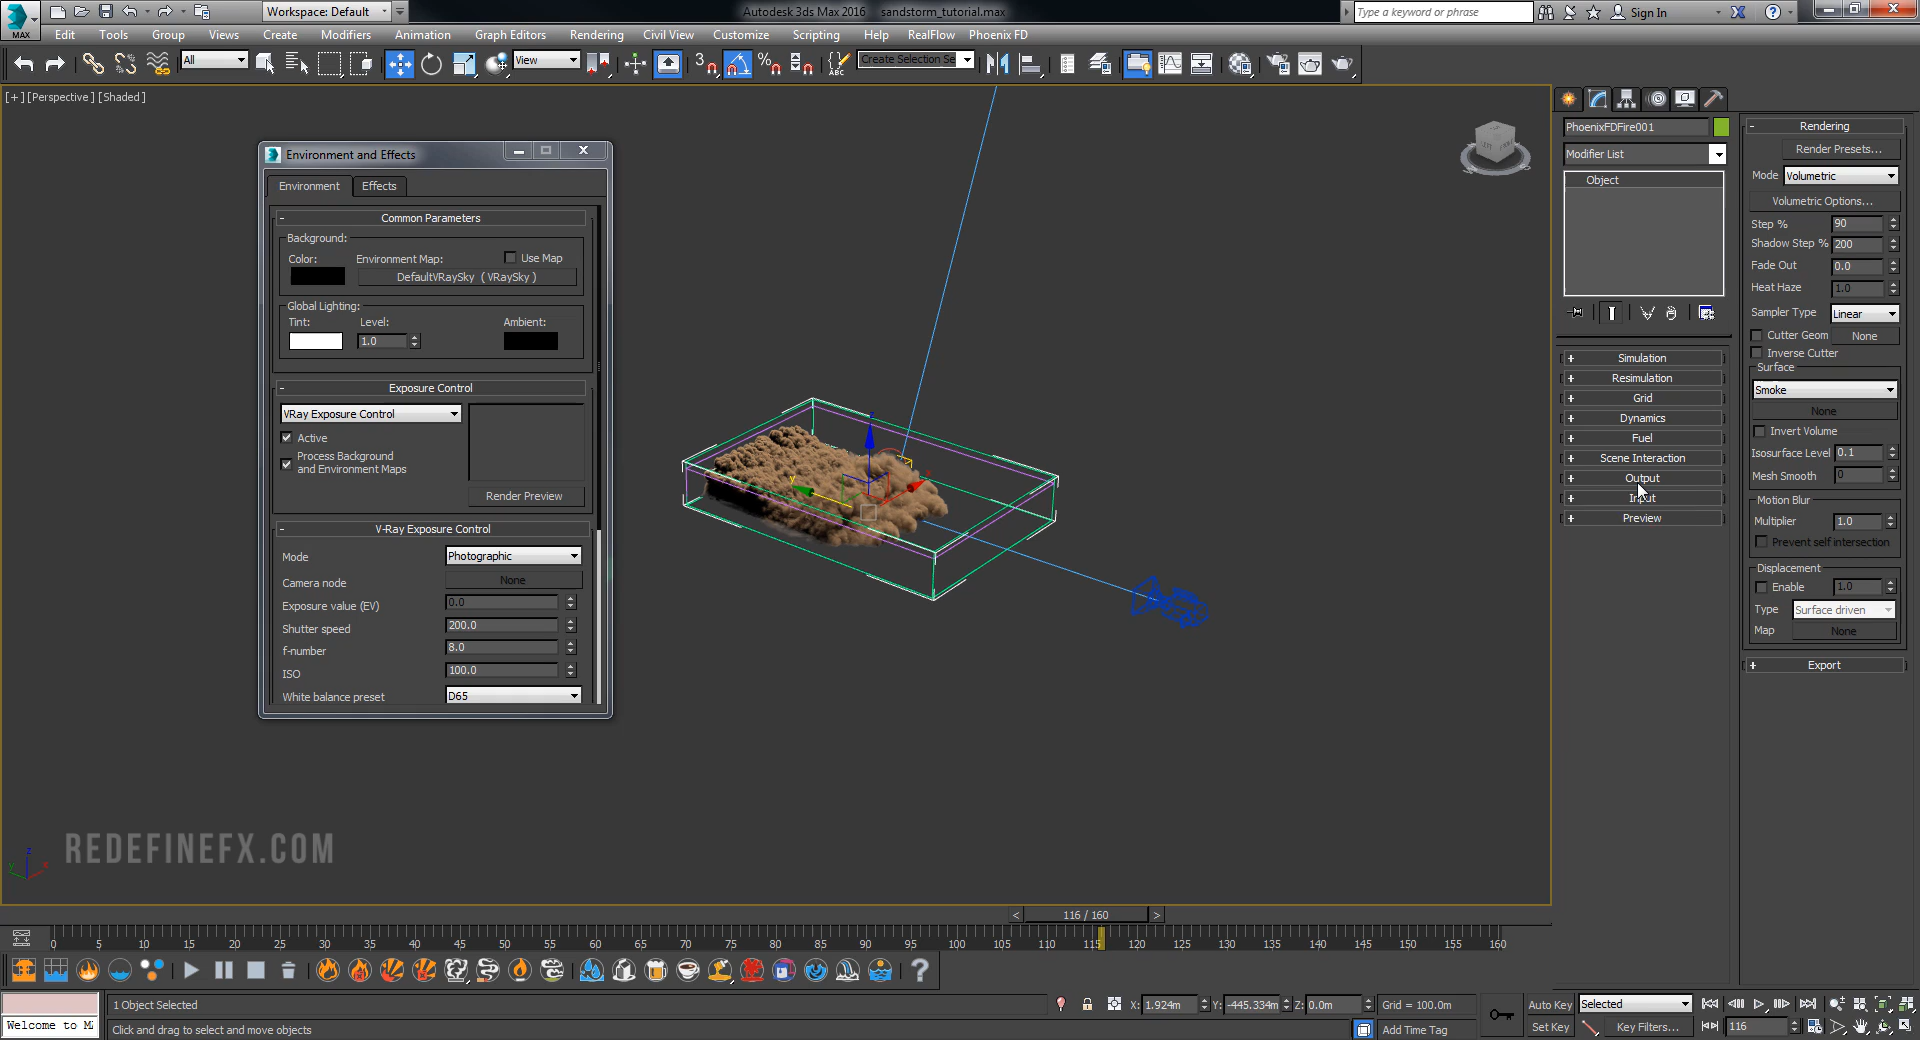 Workspace: Default
Autodesk 3ds Max 2016 sandstorm_tutorial.max
Type a keyword or phrase
Sign In
MAX
Edit Tools Group Views Create Modifiers Animation Graph Editors Rendering Civil View Customize Scripting Help RealFlow Phoenix FD
All
View
3
ABC
Create Selection Se
[+] [Perspective] [Shaded]
Environment and Effects
Environment Effects
- Common Parameters
Background:
Color: Environment Map: Use Map
DefaultVRaySky ( VRaySky )
Global Lighting:
Tint: Level: Ambient:
1.0
- Exposure Control
VRay Exposure Control
Active
Process Background
and Environment Maps
Render Preview
- V-Ray Exposure Control
Mode Photographic
Camera node None
Exposure value (EV) 0.0
Shutter speed 200.0
f-number 8.0
ISO 100.0
White balance preset D65
z
y
x
PhoenixFDFire001
Modifier List
Object
+ Simulation
+ Resimulation
+ Grid
+ Dynamics
+ Fuel
+ Scene Interaction
+ Output
+ Input
+ Preview
- Rendering
Render Presets...
Mode Volumetric
Volumetric Options...
Step % 90
Shadow Step % 200
Fade Out 0.0
Heat Haze 1.0
Sampler Type Linear
Cutter Geom None
Inverse Cutter
Surface
Smoke
None
Invert Volume
Isosurface Level 0.1
Mesh Smooth 0
Motion Blur
Multiplier 1.0
Prevent self intersection
Displacement
Enable 1.0
Type Surface driven
Map None
+ Export
REDEFINEFX.COM
< 116 / 160 >
0 5 10 15 20 25 30 35 40 45 50 55 60 65 70 75 80 85 90 95 100 105 110 115 120 125 130 135 140 145 150 155 160
1 Object Selected
X: 1.924m Y: -445.334m Z: 0.0m Grid = 100.0m
Auto Key Selected
Welcome to M
Click and drag to select and move objects
Add Time Tag
Set Key Key Filters... 116